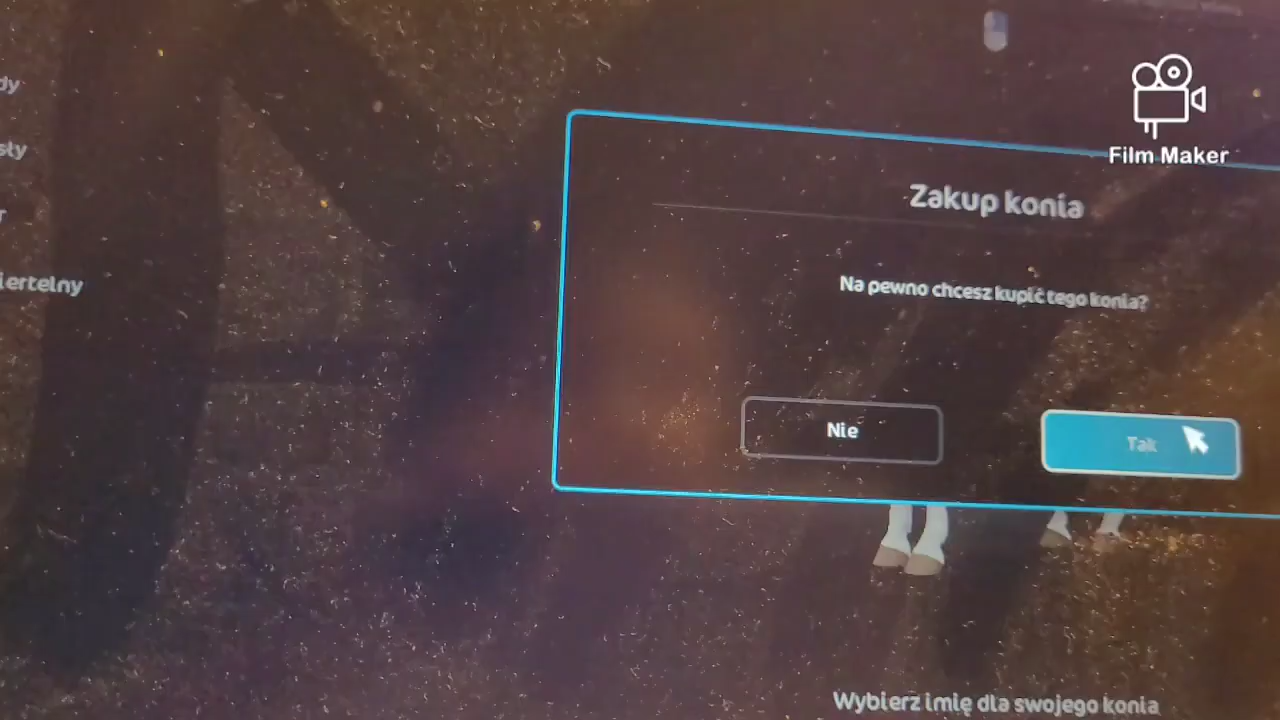 dy
sły
r
iertelny
Film Maker
Zakup konia
Na pewno chcesz kupić tego konia?
Nie
Tak
Wybierz imię dla swojego konia